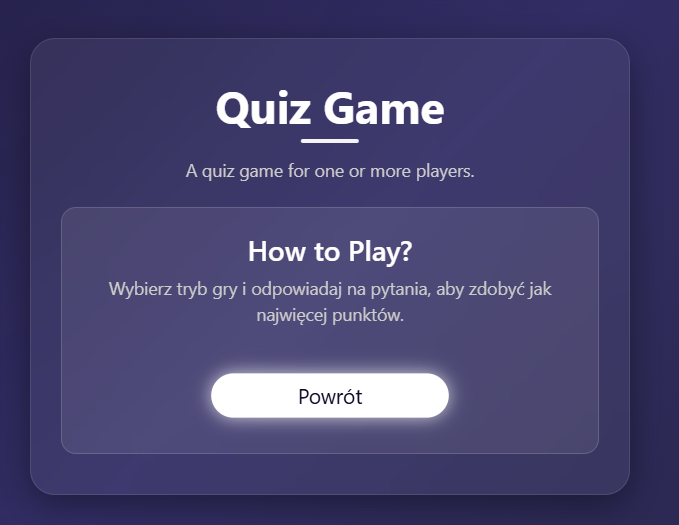 Quiz Game
A quiz game for one or more players.
How to Play?
Wybierz tryb gry i odpowiadaj na pytania, aby zdobyć jak
najwięcej punktów.
Powrót